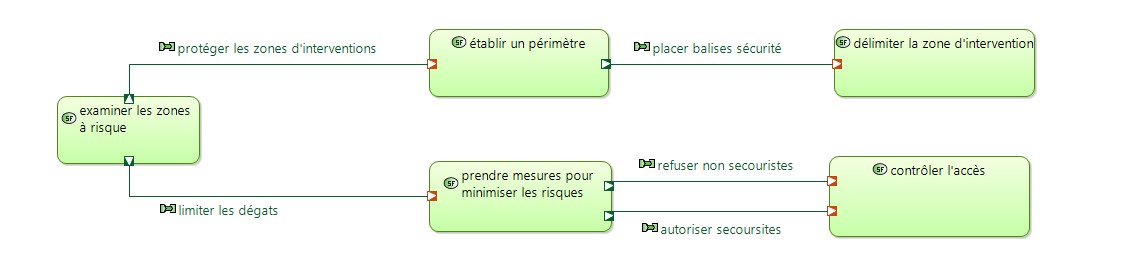 protéger les zones d'interventions
SF établir un périmètre
placer balises sécurité
SF délimiter la zone d'intervention
SF examiner les zones
à risque
SF prendre mesures pour
minimiser les risques
refuser non secouristes
SF contrôler l'accès
limiter les dégats
autoriser secoursites